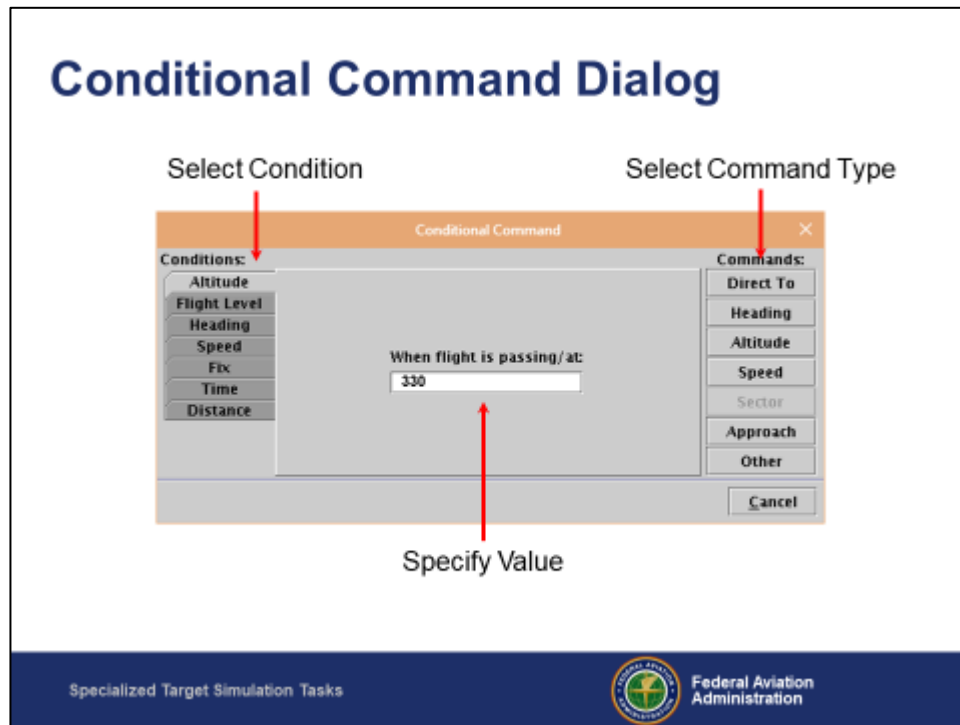 Conditional Command Dialog
Select Condition
Select Command Type
Conditional Command
Conditions:
Commands:
Altitude
Flight Level
Heading
Speed
Fix
Time
Distance
When flight is passing/at:
330
Direct To
Heading
Altitude
Speed
Sector
Approach
Other
Cancel
Specify Value
Specialized Target Simulation Tasks
Federal Aviation
Administration